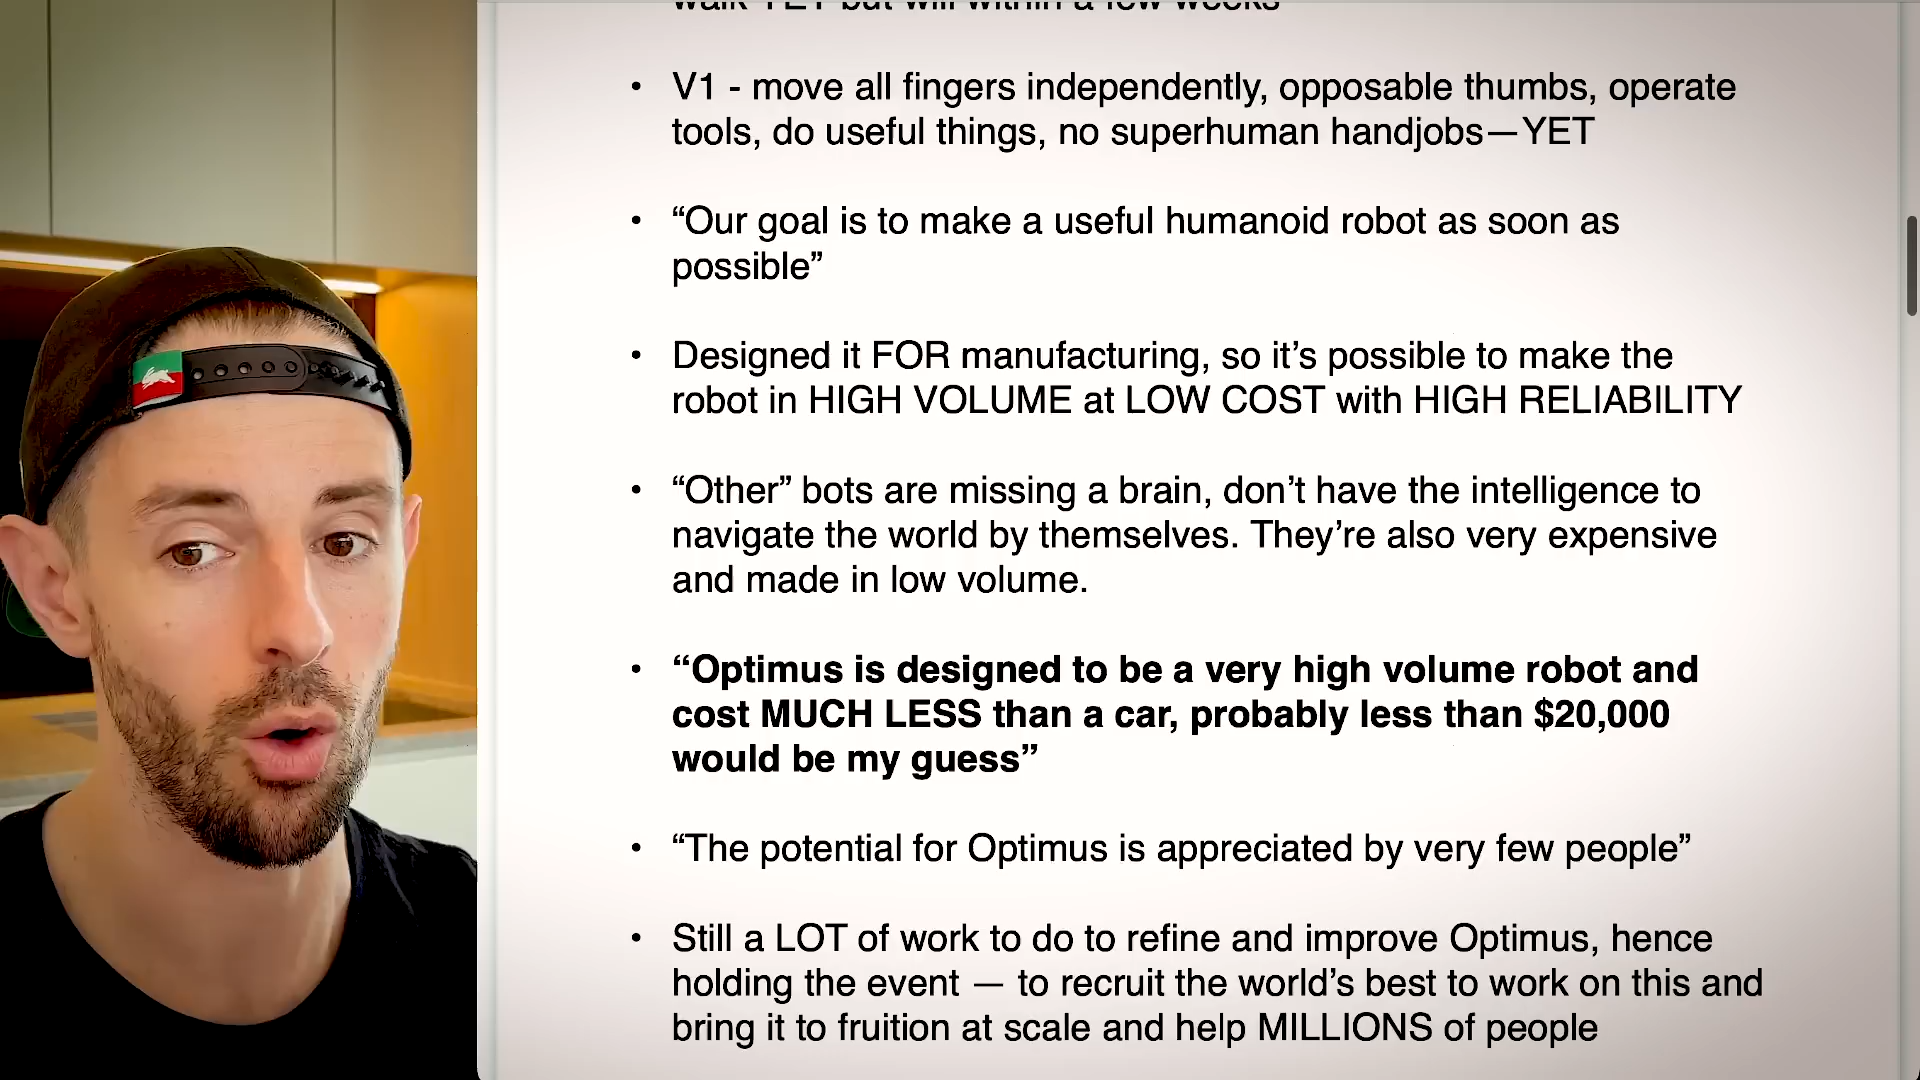 walk YET but will within a few weeks
• V1 - move all fingers independently, opposable thumbs, operate
tools, do useful things, no superhuman handjobs—YET
• “Our goal is to make a useful humanoid robot as soon as
possible”
• Designed it FOR manufacturing, so it’s possible to make the
robot in HIGH VOLUME at LOW COST with HIGH RELIABILITY
• “Other” bots are missing a brain, don’t have the intelligence to
navigate the world by themselves. They’re also very expensive
and made in low volume.
• “Optimus is designed to be a very high volume robot and
cost MUCH LESS than a car, probably less than $20,000
would be my guess”
• “The potential for Optimus is appreciated by very few people”
• Still a LOT of work to do to refine and improve Optimus, hence
holding the event — to recruit the world’s best to work on this and
bring it to fruition at scale and help MILLIONS of people